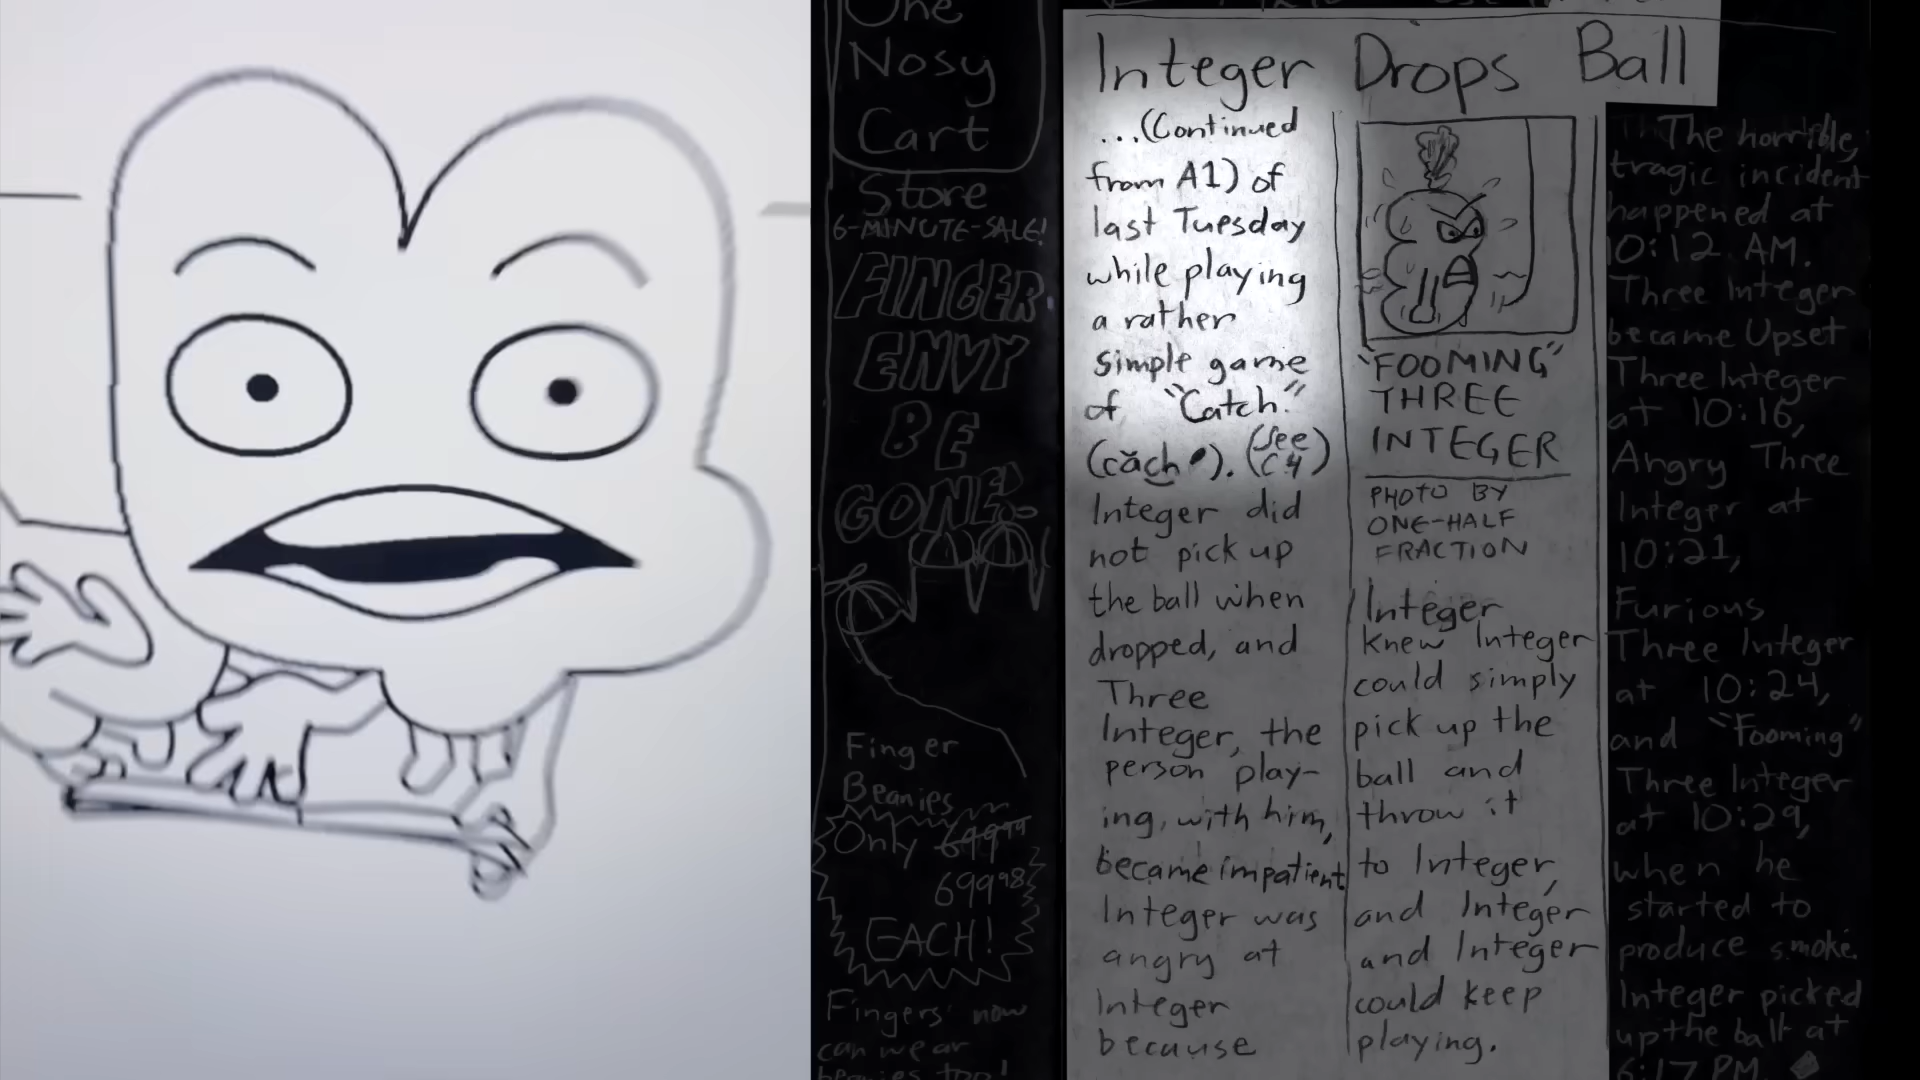 One
Nosy
Cart
Store
6-MINUTE-SALE!
FINGER
ENVY
BE
GONE
Finger
Beanies
Only 699⁹⁹
699⁹⁸
EACH!
Fingers now
can wear
beanies too!
Integer Drops Ball
...(Continued
from A1) of
last Tuesday
while playing
a rather
simple game
of "Catch."
(căch•). (See C4)
Integer did
not pick up
the ball when
dropped, and
Three
Integer, the
person play-
ing, with him,
became impatient
Integer was
angry at
Integer
because
"FOOMING"
THREE
INTEGER
PHOTO BY
ONE-HALF
FRACTION
Integer
knew Integer
could simply
pick up the
ball and
throw it
to Integer,
and Integer
and Integer
could keep
playing.
The horrible,
tragic incident
happened at
10:12 AM.
Three Integer
became Upset
Three Integer
at 10:16,
Angry Three
Integer at
10:21,
Furious
Three Integer
at 10:24,
and "Fooming"
Three Integer
at 10:29,
when he
started to
produce smoke.
Integer picked
up the ball at
6:17 PM.